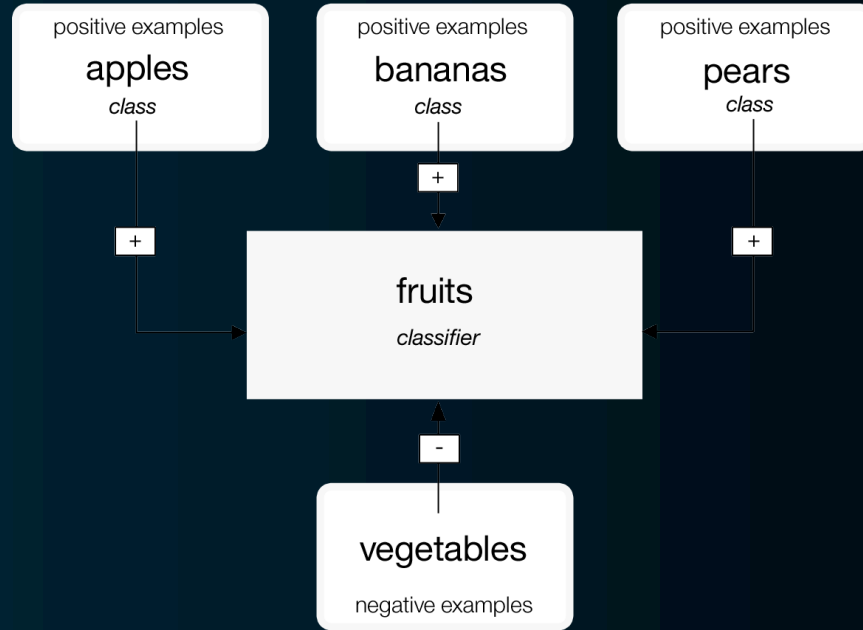 positive examples
apples
class
positive examples
bananas
class
positive examples
pears
class
+
+
+
fruits
classifier
-
vegetables
negative examples